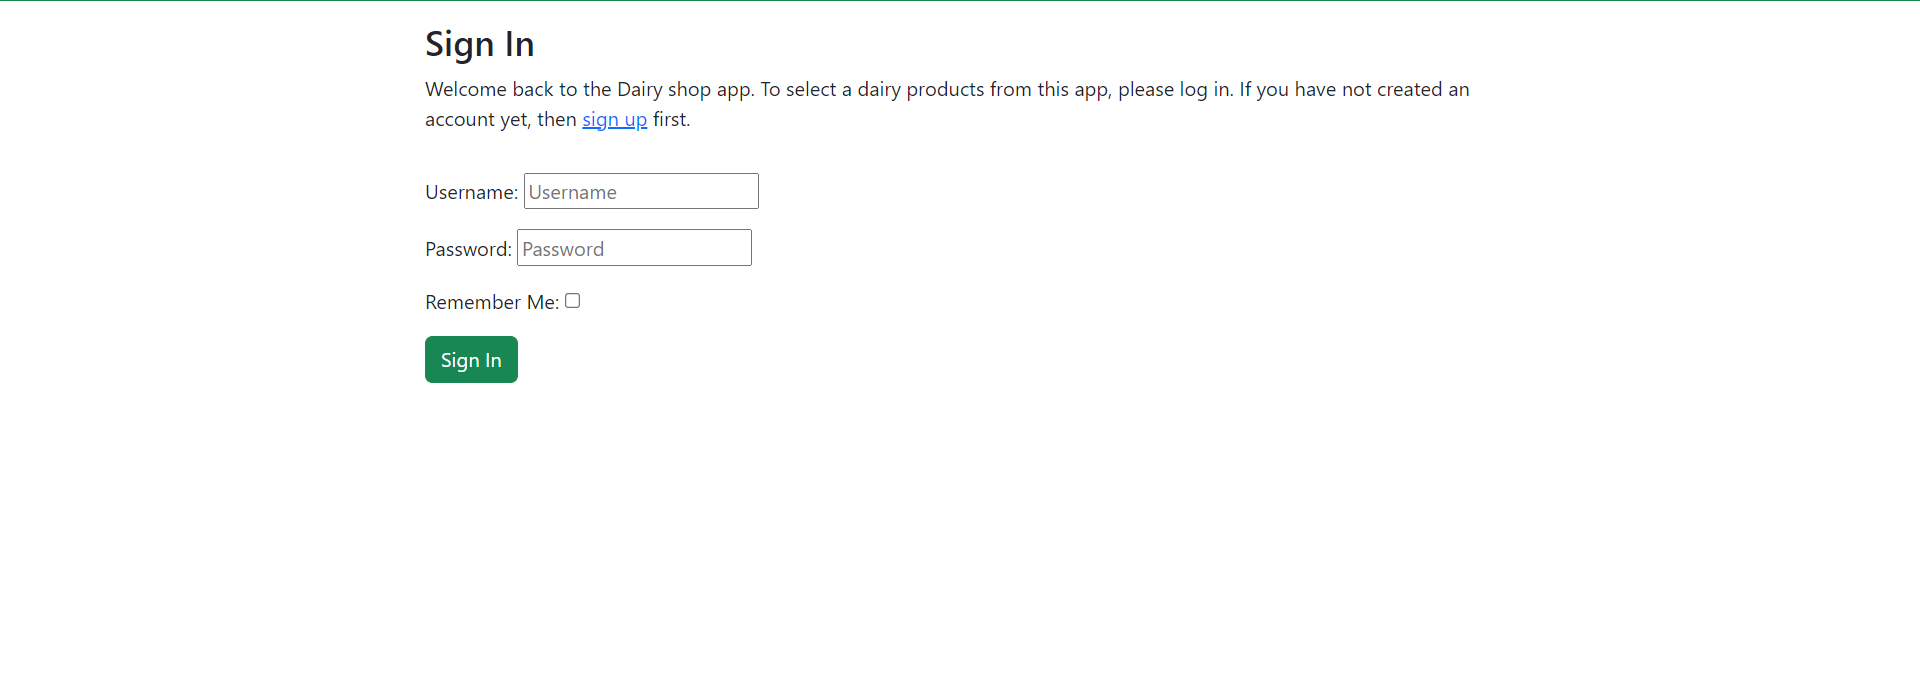 Sign In
Welcome back to the Dairy shop app. To select a dairy products from this app, please log in. If you have not created an
account yet, then sign up first.
Username: Username
Password: Password
Remember Me:
Sign In